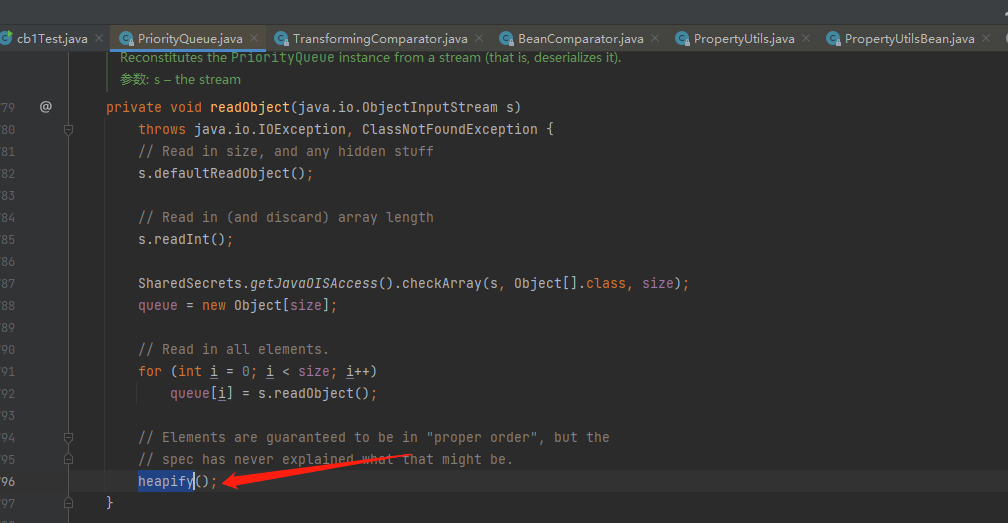 cb1Test.java PriorityQueue.java TransformingComparator.java BeanComparator.java PropertyUtils.java PropertyUtilsBean.java
Reconstitutes the PriorityQueue instance from a stream (that is, deserializes it).
参数: s – the stream
79 @ private void readObject(java.io.ObjectInputStream s)
80 throws java.io.IOException, ClassNotFoundException {
81 // Read in size, and any hidden stuff
82 s.defaultReadObject();
83
84 // Read in (and discard) array length
85 s.readInt();
86
87 SharedSecrets.getJavaOISAccess().checkArray(s, Object[].class, size);
88 queue = new Object[size];
89
90 // Read in all elements.
91 for (int i = 0; i < size; i++)
92 queue[i] = s.readObject();
93
94 // Elements are guaranteed to be in "proper order", but the
95 // spec has never explained what that might be.
96 heapify();
97 }